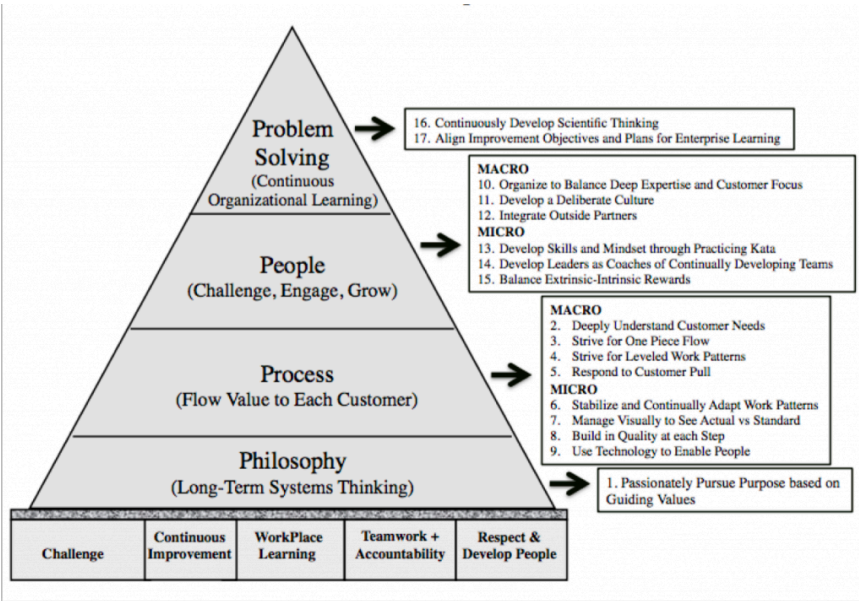 Problem
Solving
(Continuous
Organizational Learning)
16. Continuously Develop Scientific Thinking
17. Align Improvement Objectives and Plans for Enterprise Learning
People
(Challenge, Engage, Grow)
MACRO
10. Organize to Balance Deep Expertise and Customer Focus
11. Develop a Deliberate Culture
12. Integrate Outside Partners
MICRO
13. Develop Skills and Mindset through Practicing Kata
14. Develop Leaders as Coaches of Continually Developing Teams
15. Balance Extrinsic-Intrinsic Rewards
Process
(Flow Value to Each Customer)
MACRO
2. Deeply Understand Customer Needs
3. Strive for One Piece Flow
4. Strive for Leveled Work Patterns
5. Respond to Customer Pull
MICRO
6. Stabilize and Continually Adapt Work Patterns
7. Manage Visually to See Actual vs Standard
8. Build in Quality at each Step
9. Use Technology to Enable People
Philosophy
(Long-Term Systems Thinking)
1. Passionately Pursue Purpose based on
Guiding Values
Challenge
Continuous
Improvement
WorkPlace
Learning
Teamwork +
Accountability
Respect &
Develop People